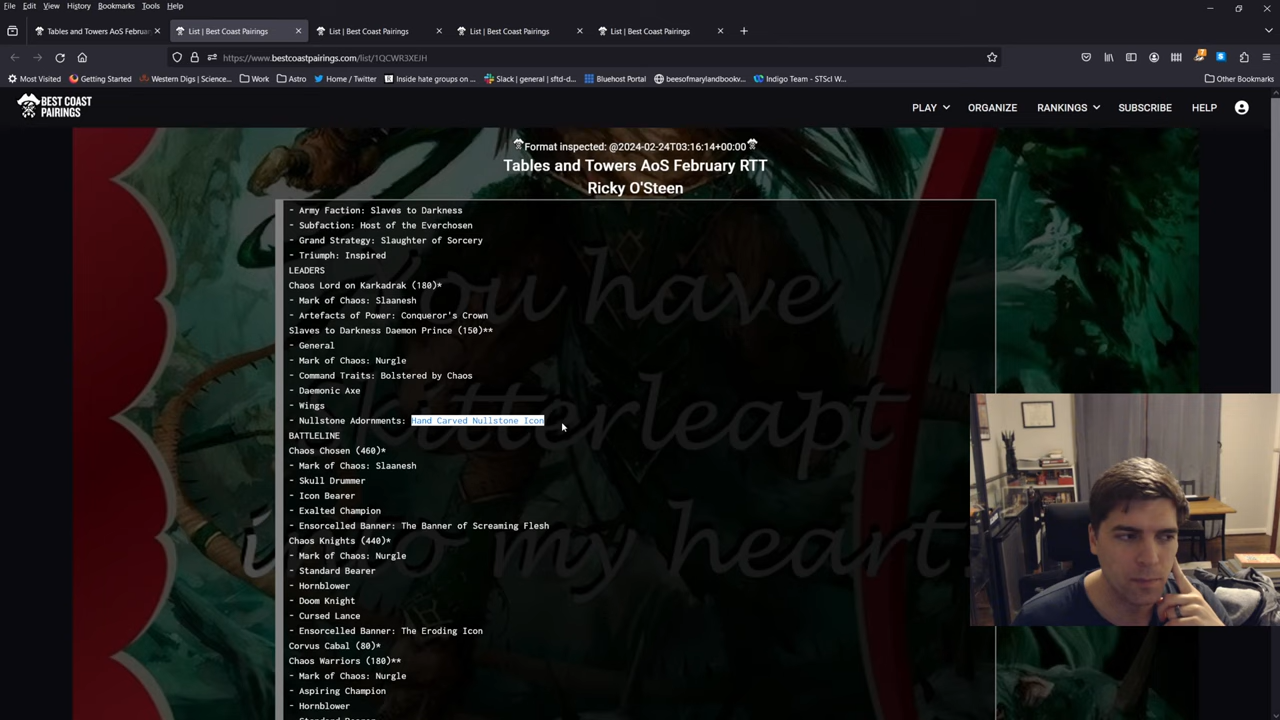 File Edit View History Bookmarks Tools Help
Tables and Towers AoS February
List | Best Coast Pairings
List | Best Coast Pairings
List | Best Coast Pairings
List | Best Coast Pairings
https://www.bestcoastpairings.com/list/1QCWR3XEJH
Most Visited Getting Started Western Digs | Science... Work Astro Home / Twitter Inside hate groups on ... Slack | general | sftd-d... Bluehost Portal beesofmarylandbookv... Indigo Team - STScI W... Other Bookmarks
BEST COAST
PAIRINGS
PLAY ORGANIZE RANKINGS SUBSCRIBE HELP
Format inspected: @2024-02-24T03:16:14+00:00
Tables and Towers AoS February RTT
Ricky O'Steen
- Army Faction: Slaves to Darkness
- Subfaction: Host of the Everchosen
- Grand Strategy: Slaughter of Sorcery
- Triumph: Inspired
LEADERS
Chaos Lord on Karkadrak (180)*
- Mark of Chaos: Slaanesh
- Artefacts of Power: Conqueror's Crown
Slaves to Darkness Daemon Prince (150)**
- General
- Mark of Chaos: Nurgle
- Command Traits: Bolstered by Chaos
- Daemonic Axe
- Wings
- Nullstone Adornments: Hand Carved Nullstone Icon
BATTLELINE
Chaos Chosen (460)*
- Mark of Chaos: Slaanesh
- Skull Drummer
- Icon Bearer
- Exalted Champion
- Ensorcelled Banner: The Banner of Screaming Flesh
Chaos Knights (440)*
- Mark of Chaos: Nurgle
- Standard Bearer
- Hornblower
- Doom Knight
- Cursed Lance
- Ensorcelled Banner: The Eroding Icon
Corvus Cabal (80)*
Chaos Warriors (180)**
- Mark of Chaos: Nurgle
- Aspiring Champion
- Hornblower
- Standard Bearer
You have
kitterleapt
into my heart